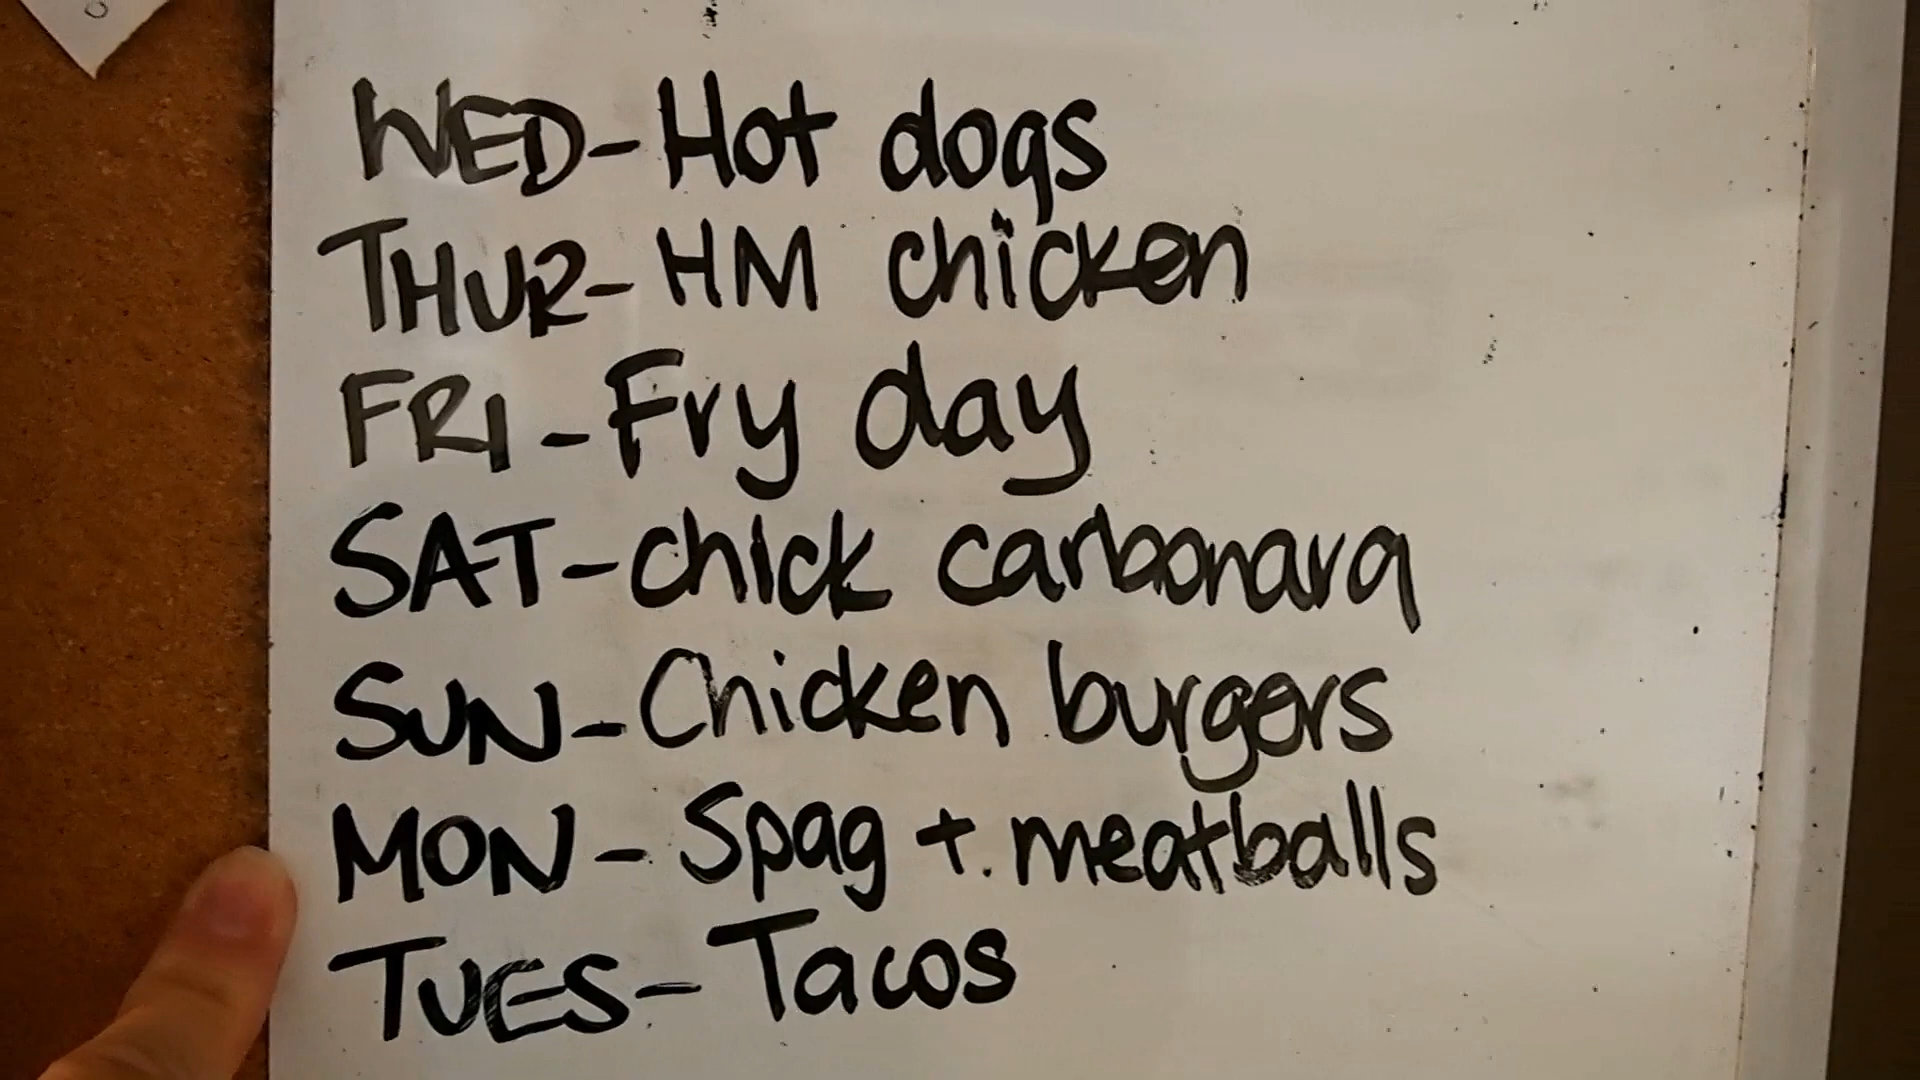 WED-Hot dogs
THUR-HM chicken
FRI-Fry day
SAT-chick carbonara
SUN-Chicken burgers
MON-Spag + meatballs
TUES-Tacos